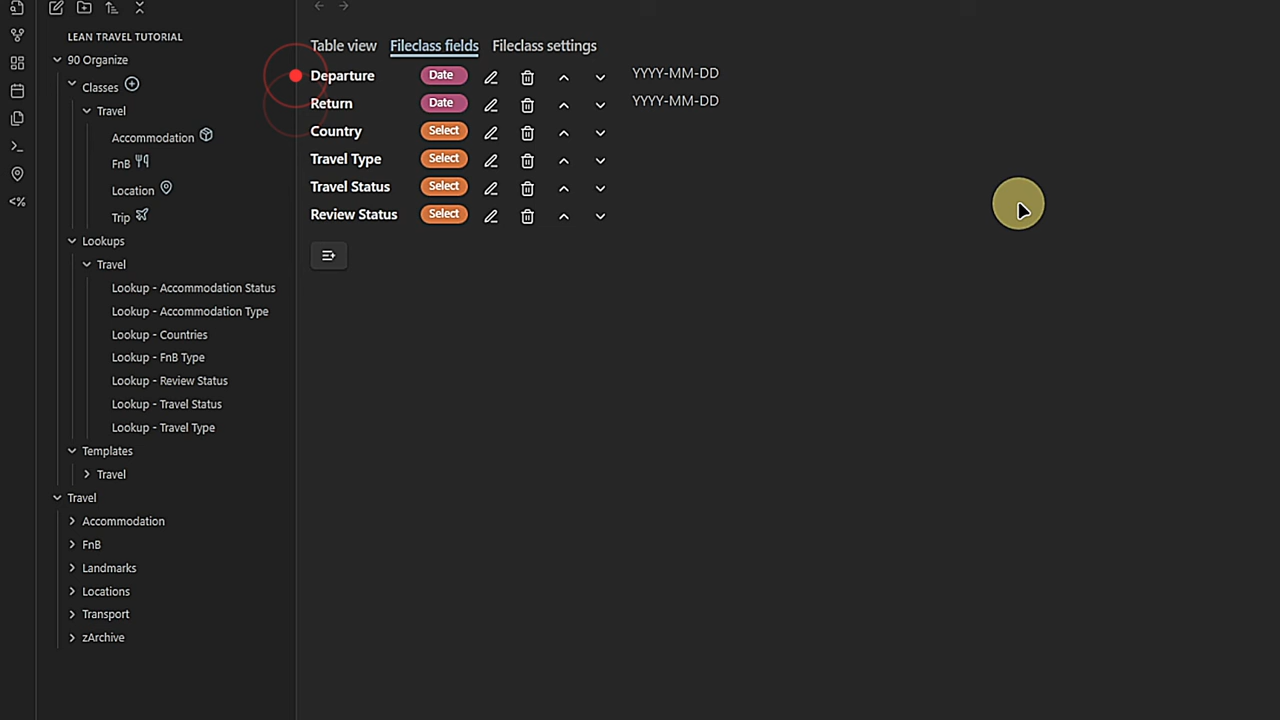 LEAN TRAVEL TUTORIAL
90 Organize
Classes
Travel
Accommodation
FnB
Location
Trip
Lookups
Travel
Lookup - Accommodation Status
Lookup - Accommodation Type
Lookup - Countries
Lookup - FnB Type
Lookup - Review Status
Lookup - Travel Status
Lookup - Travel Type
Templates
Travel
Travel
Accommodation
FnB
Landmarks
Locations
Transport
zArchive
Table view Fileclass fields Fileclass settings
Departure Date YYYY-MM-DD
Return Date YYYY-MM-DD
Country Select
Travel Type Select
Travel Status Select
Review Status Select